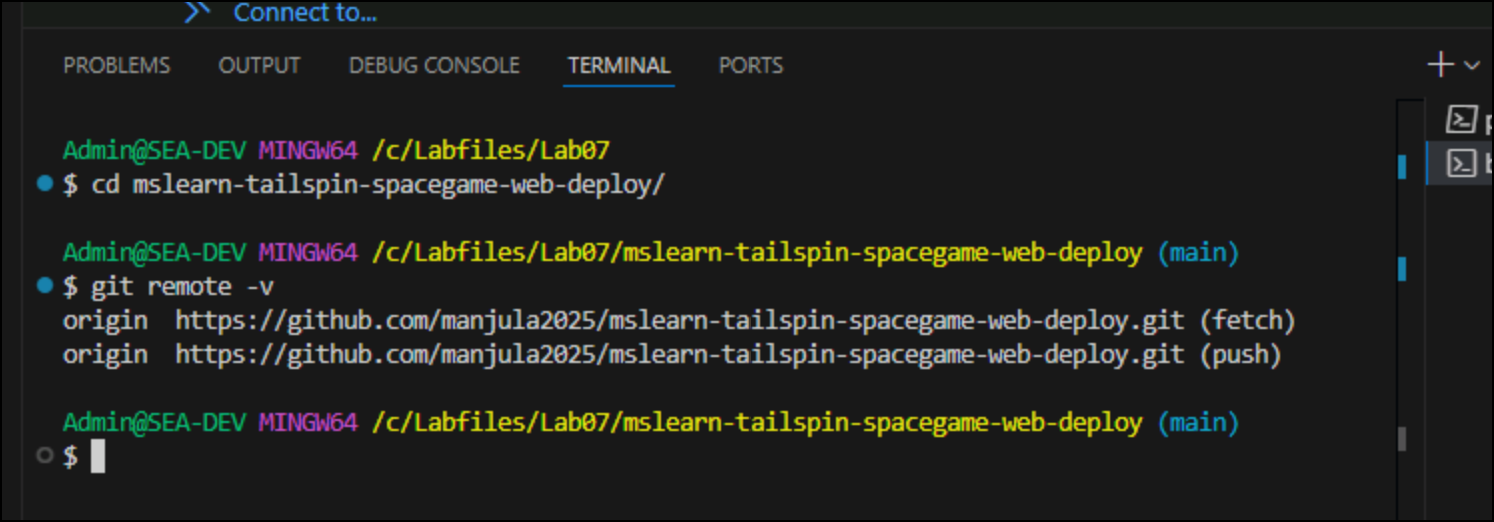 Connect to...
PROBLEMS OUTPUT DEBUG CONSOLE TERMINAL PORTS
Admin@SEA-DEV MINGW64 /c/Labfiles/Lab07
$ cd mslearn-tailspin-spacegame-web-deploy/
Admin@SEA-DEV MINGW64 /c/Labfiles/Lab07/mslearn-tailspin-spacegame-web-deploy (main)
$ git remote -v
origin  https://github.com/manjula2025/mslearn-tailspin-spacegame-web-deploy.git (fetch)
origin  https://github.com/manjula2025/mslearn-tailspin-spacegame-web-deploy.git (push)
Admin@SEA-DEV MINGW64 /c/Labfiles/Lab07/mslearn-tailspin-spacegame-web-deploy (main)
$